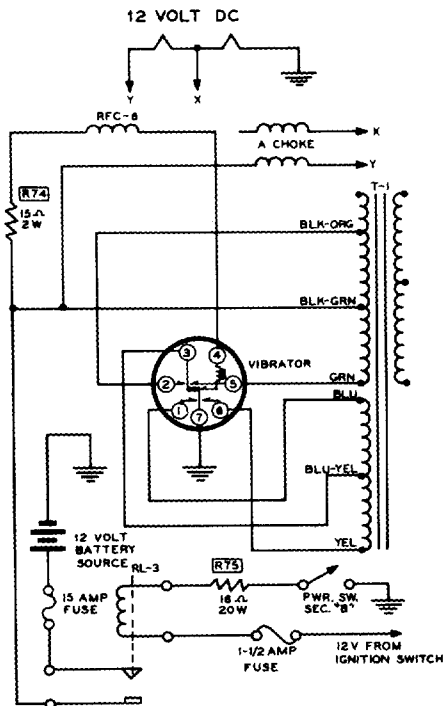 12 VOLT DC
Y
X
RFC-8
A CHOKE
X
Y
R74
15Ω
2W
T-1
BLK-ORG
BLK-GRN
3
4
VIBRATOR
2
5
GRN
1
7
6
BLU
BLU-YEL
12 VOLT
BATTERY
SOURCE
YEL
RL-3
R75
15 AMP
FUSE
16Ω
20W
PWR. SW.
SEC. "B"
1-1/2 AMP
FUSE
12V FROM
IGNITION SWITCH